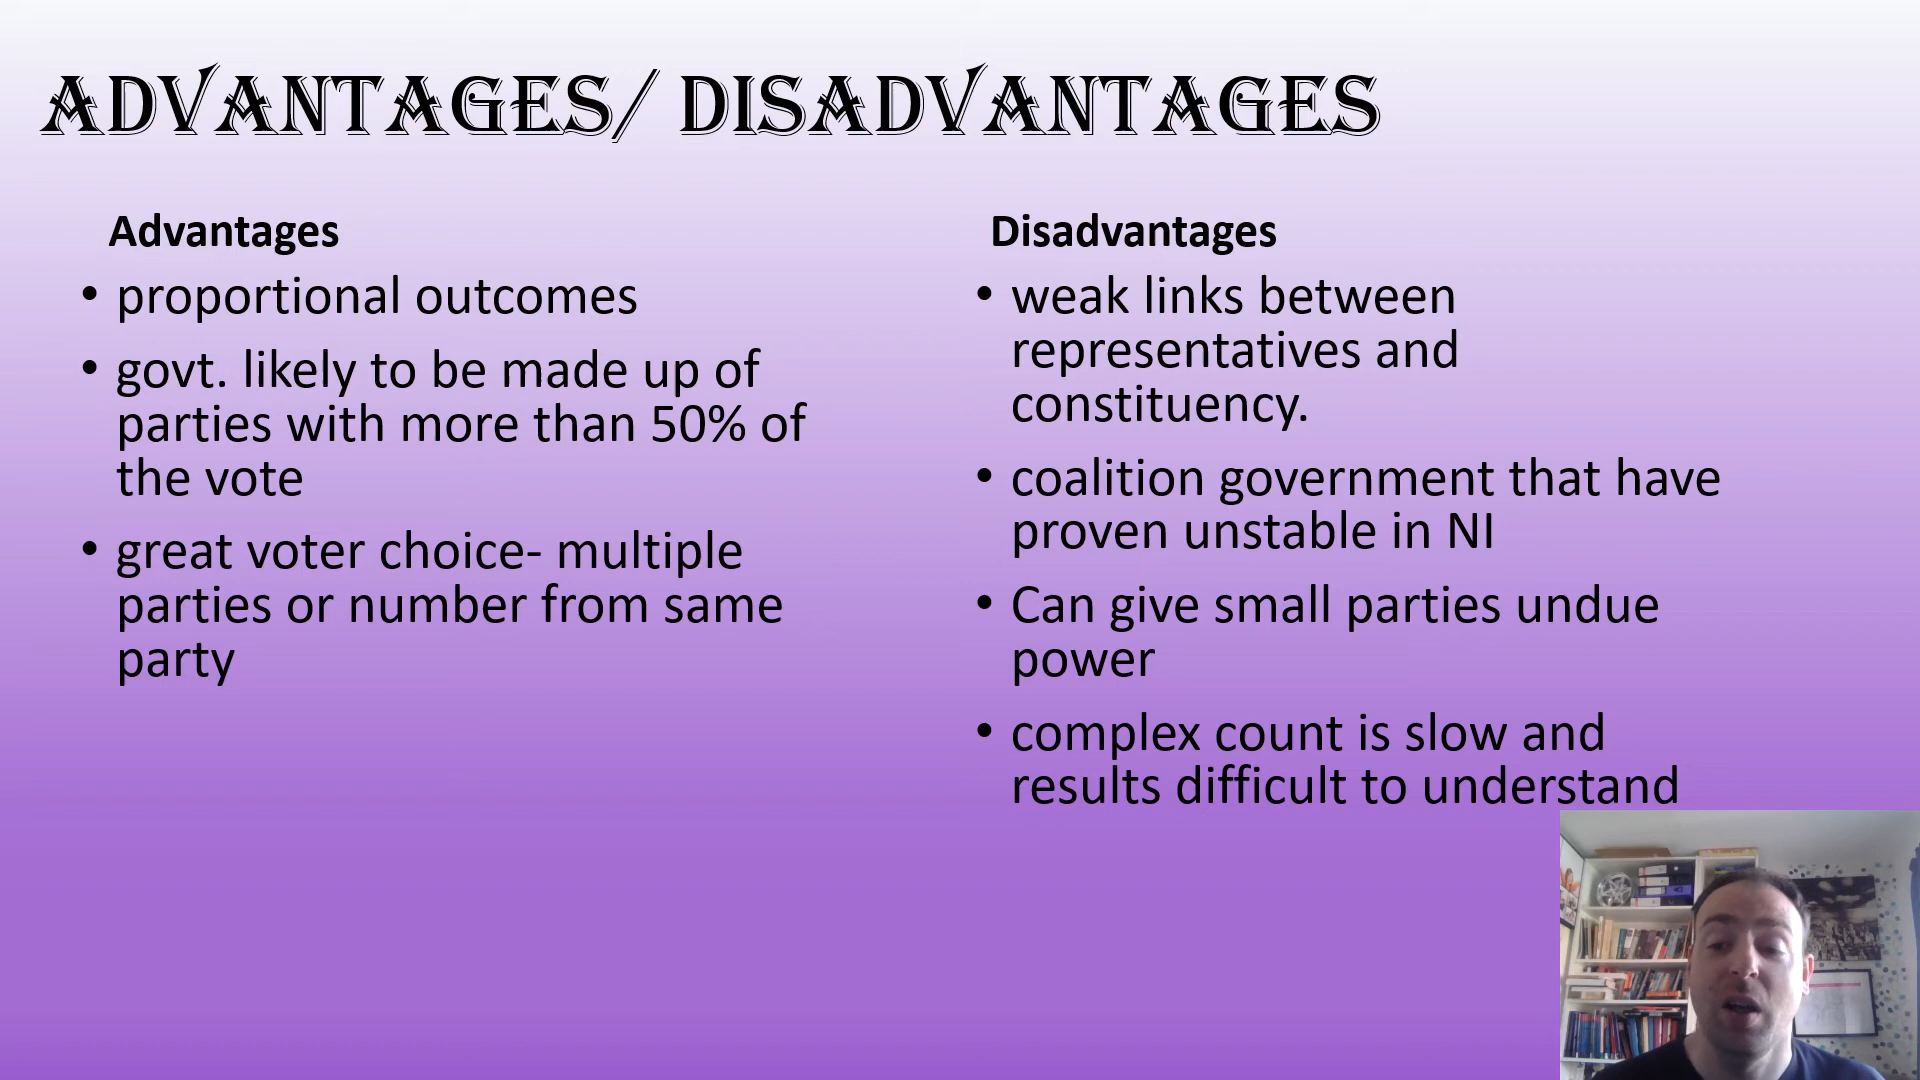 ADVANTAGES/ DISADVANTAGES
Advantages
• proportional outcomes
• govt. likely to be made up of
parties with more than 50% of
the vote
• great voter choice- multiple
parties or number from same
party
Disadvantages
• weak links between
representatives and
constituency.
• coalition government that have
proven unstable in NI
• Can give small parties undue
power
• complex count is slow and
results difficult to understand